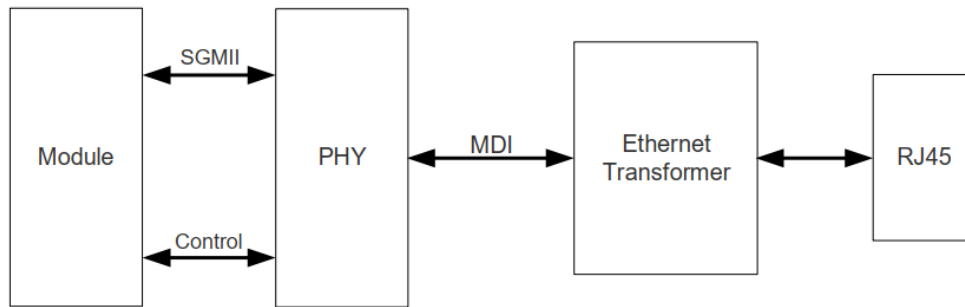 SGMII
Module
PHY
MDI
Ethernet
Transformer
RJ45
Control